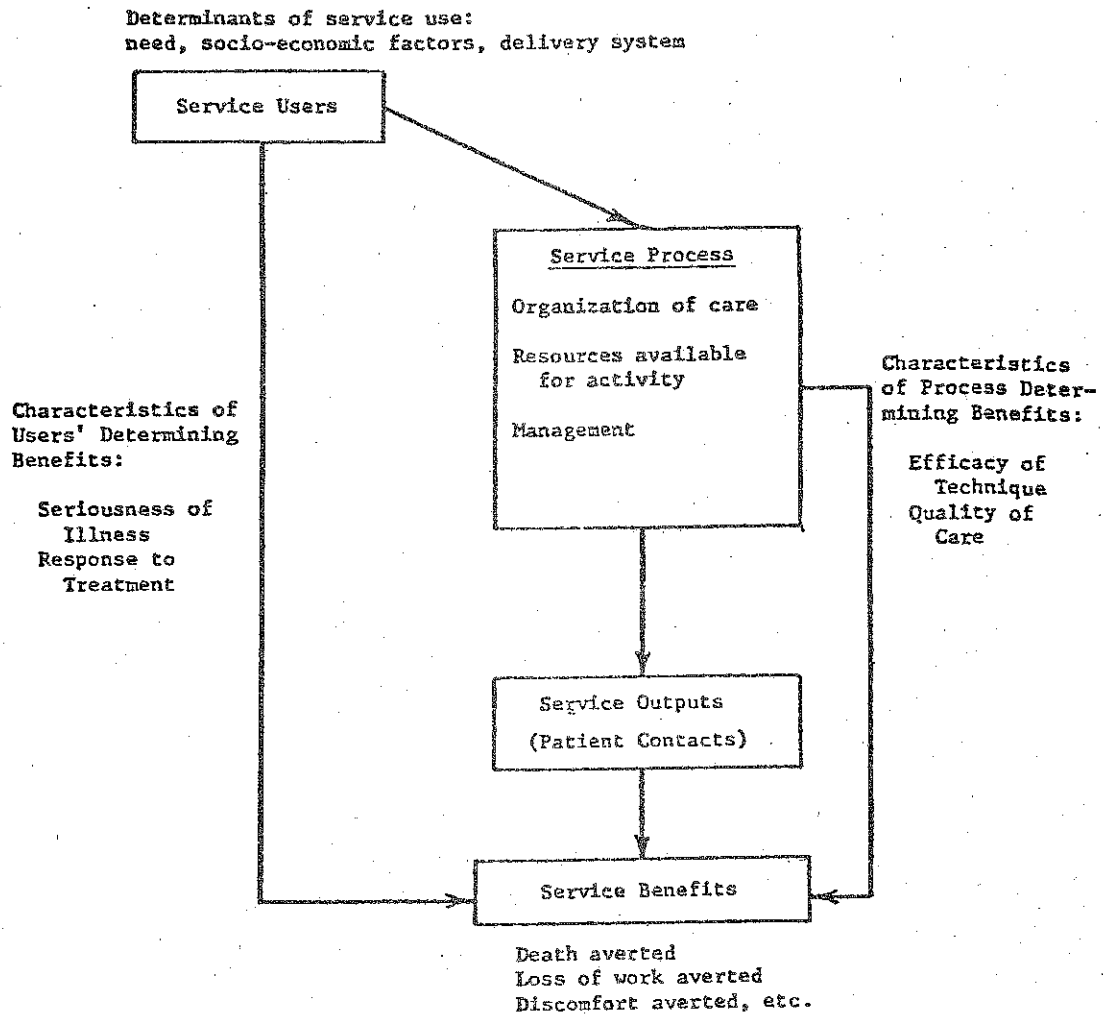 Determinants of service use:
need, socio-economic factors, delivery system
Service Users
Service Process
Organization of care
Resources available
for activity
Management
Characteristics of
Users' Determining
Benefits:
Seriousness of
Illness
Response to
Treatment
Characteristics
of Process Deter-
mining Benefits:
Efficacy of
Technique
Quality of
Care
Service Outputs
(Patient Contacts)
Service Benefits
Death averted
Loss of work averted
Discomfort averted, etc.